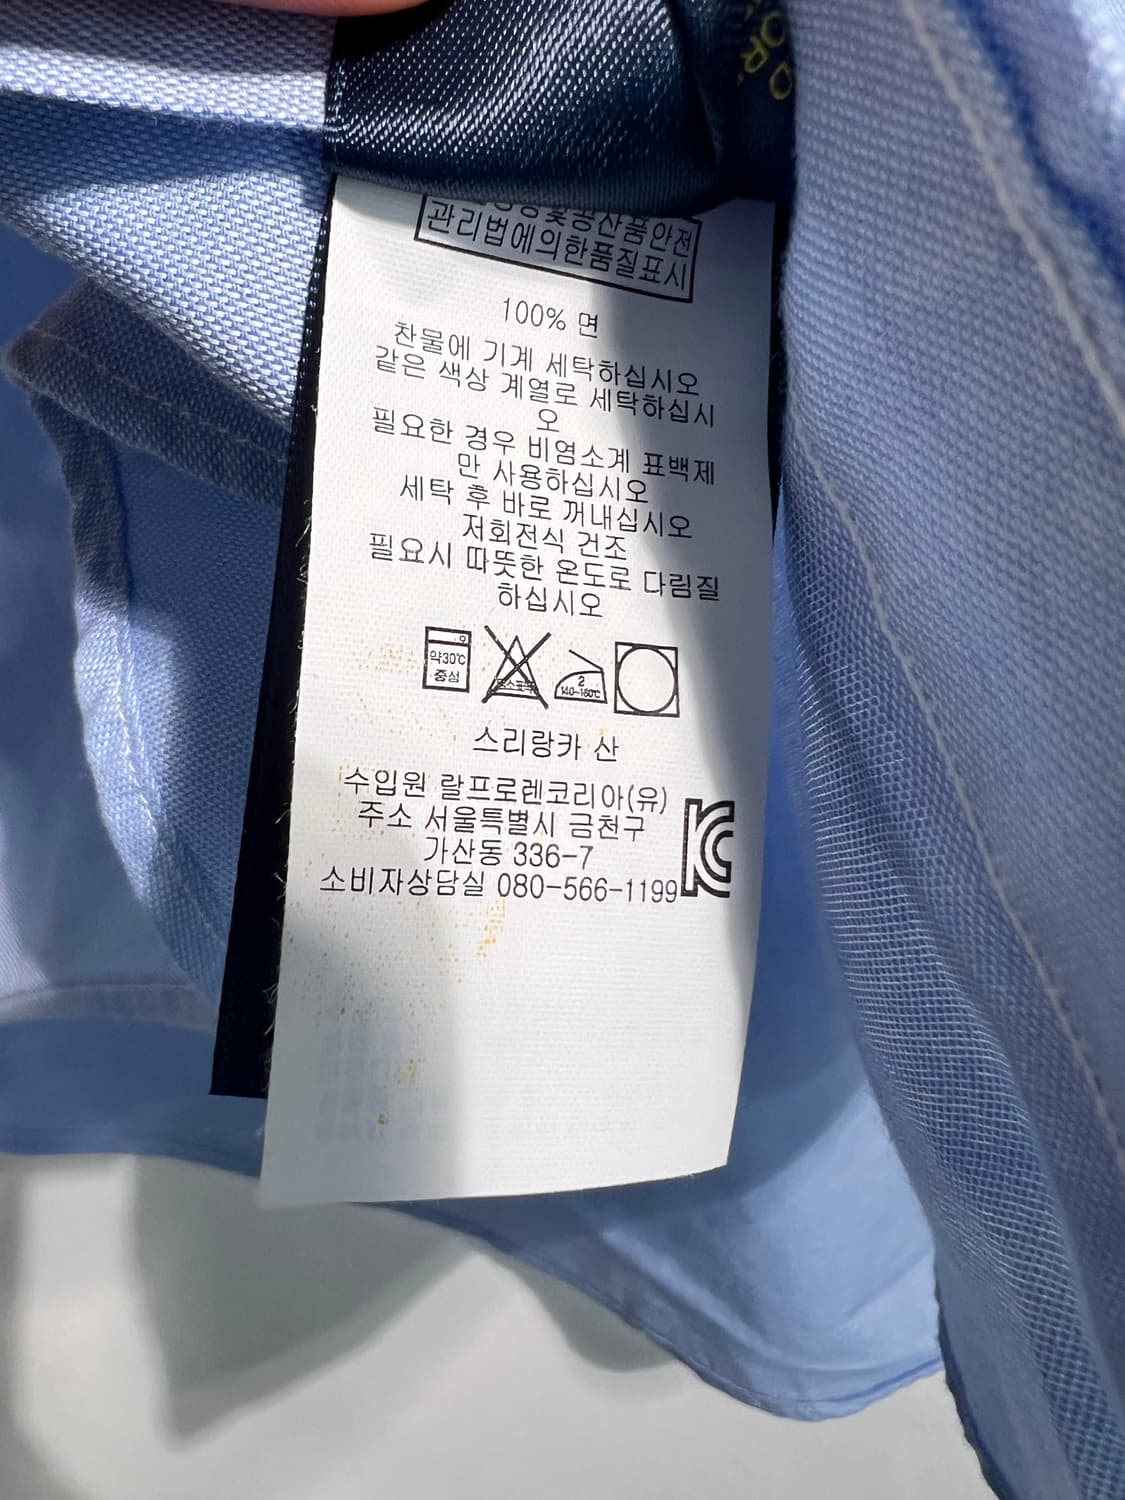 공산품안전
관리법에의한품질표시
100% 면
찬물에 기계 세탁하십시오
같은 색상 계열로 세탁하십시
오
필요한 경우 비염소계 표백제
만 사용하십시오
세탁 후 바로 꺼내십시오
저회전식 건조
필요시 따뜻한 온도로 다림질
하십시오
약30℃
중성
2
140~160℃
스리랑카 산
수입원 랄프로렌코리아(유)
주소 서울특별시 금천구
가산동 336-7
소비자상담실 080-566-1199